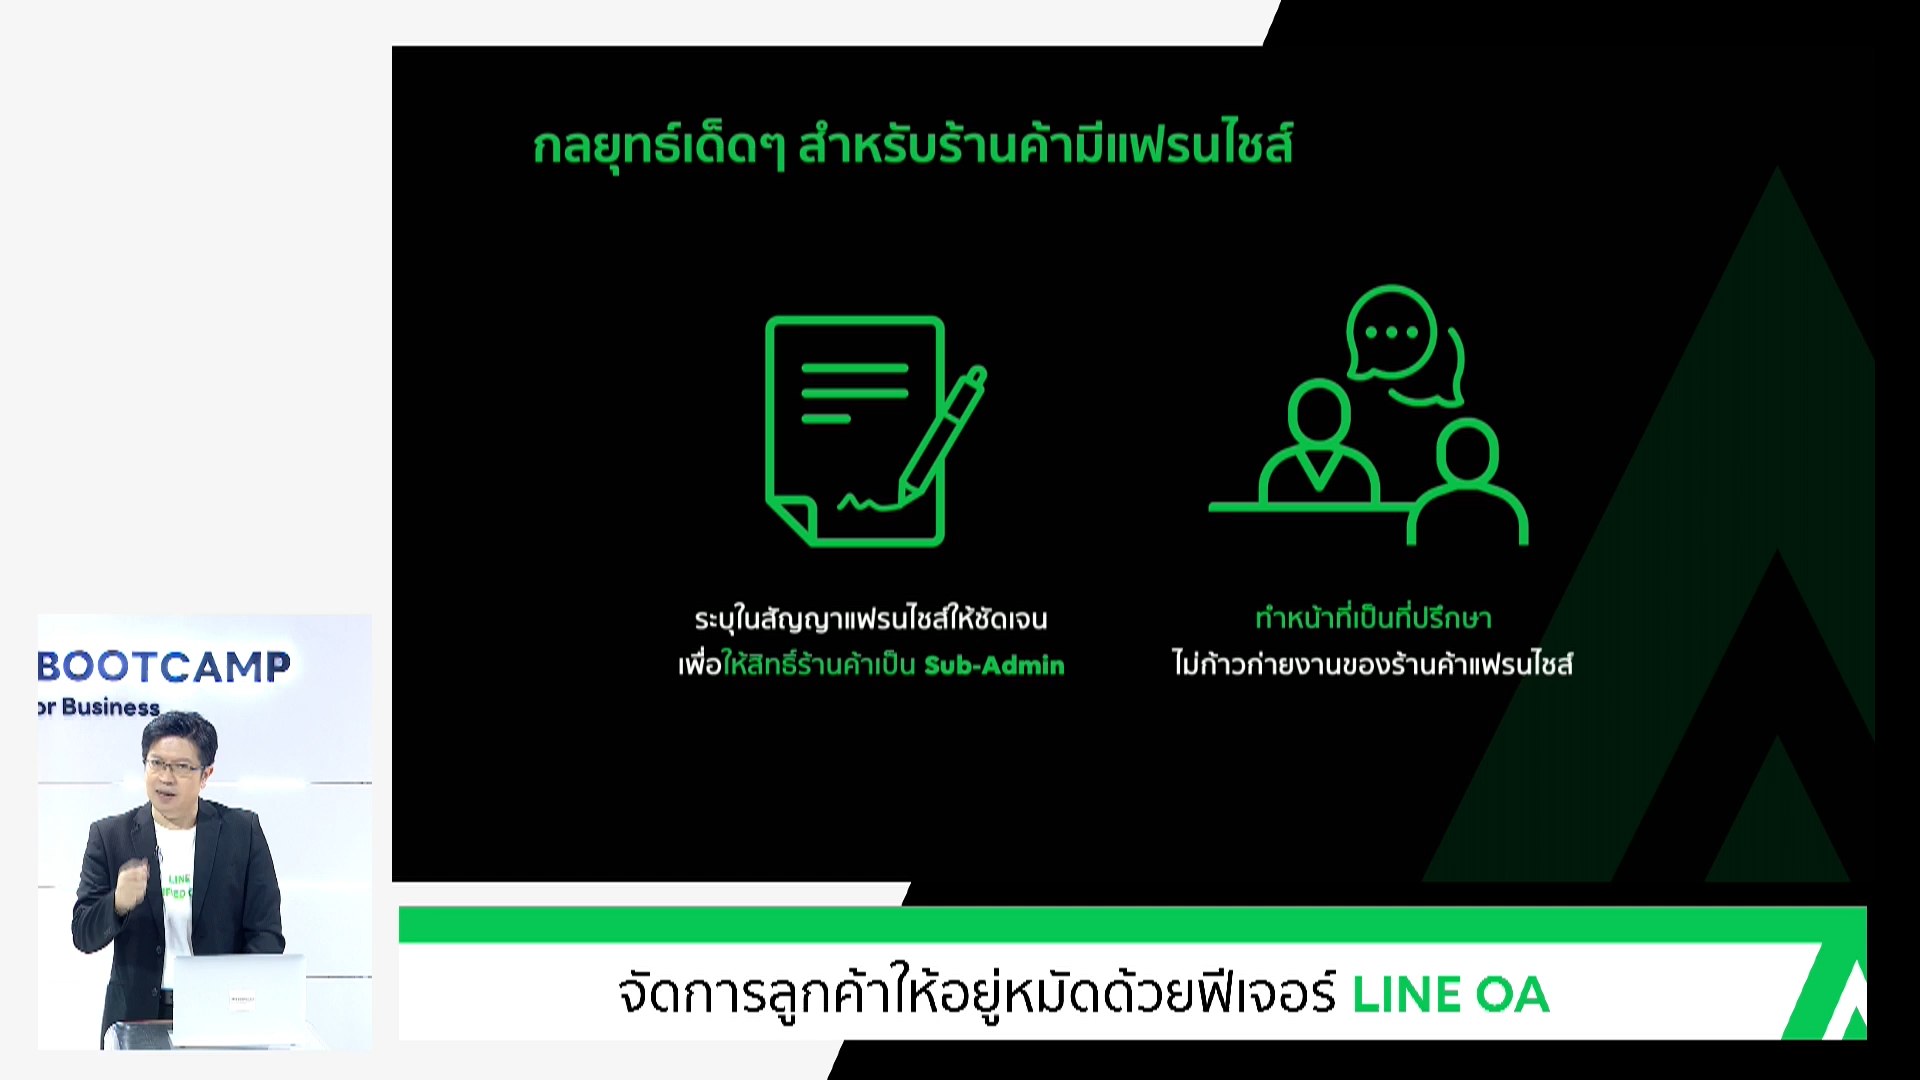 กลยุทธ์เด็ดๆ สำหรับร้านค้ามีแฟรนไชส์
ระบุในสัญญาแฟรนไชส์ให้ชัดเจน
เพื่อให้สิทธิ์ร้านค้าเป็น Sub-Admin
ทำหน้าที่เป็นที่ปรึกษา
ไม่ก้าวก่ายงานของร้านค้าแฟรนไชส์
BOOTCAMP
or Business
LINE
จัดการลูกค้าให้อยู่หมัดด้วยฟีเจอร์ LINE OA